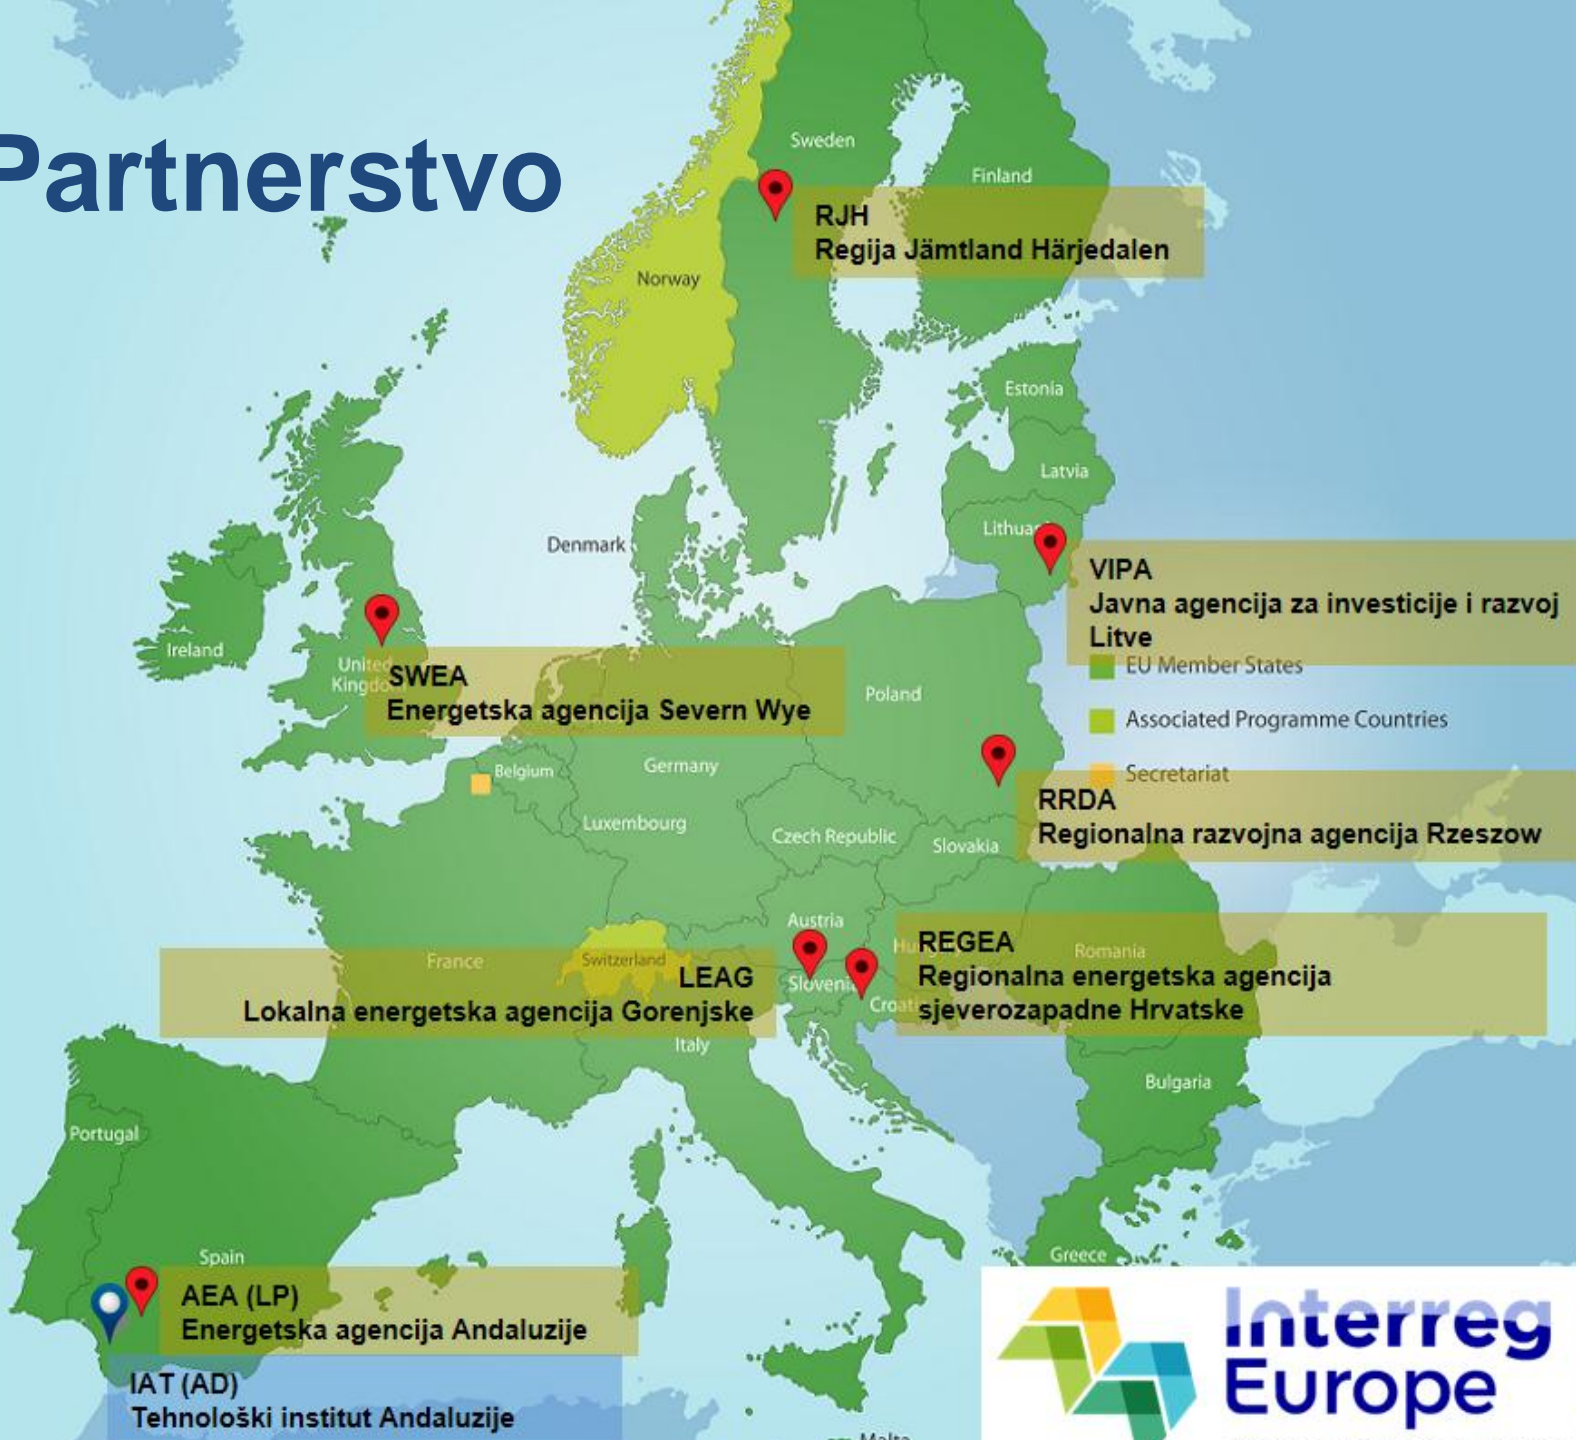 Partnerstvo
Sweden
Finland
RJH
Regija Jämtland Härjedalen
Norway
Estonia
Latvia
Denmark
VIPA
Javna agencija za investicije i razvoj
Litve
EU Member States
Ireland
United
SWEA
Energetska agencija Severn Wye
Poland
Associated Programme Countries
Belgium
Germany
Secretariat
RRDA
Regionalna razvojna agencija Rzeszow
Luxembourg
Czech Republic
Slovakia
Austria
REGEA
Regionalna energetska agencija
sjeverozapadne Hrvatske
Romania
France
Switzerland
LEAG
Lokalna energetska agencija Gorenjske
Italy
Bulgaria
Portugal
Spain
Greece
AEA (LP)
Energetska agencija Andaluzije
IAT (AD)
Tehnološki institut Andaluzije
Interreg
Europe